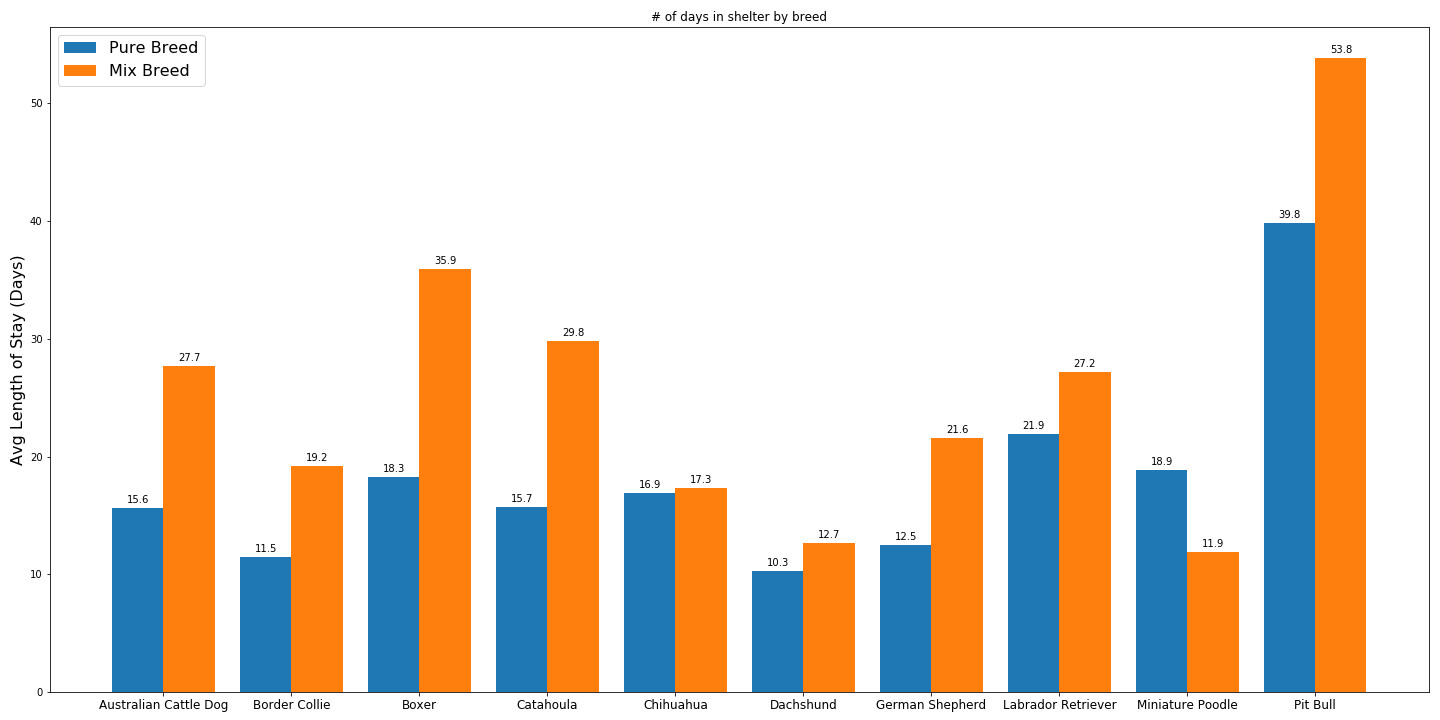 # of days in shelter by breed
Pure Breed
Mix Breed
Avg Length of Stay (Days)
50
40
30
20
10
0
15.6
27.7
11.5
19.2
18.3
35.9
15.7
29.8
16.9
17.3
10.3
12.7
12.5
21.6
21.9
27.2
18.9
11.9
39.8
53.8
Australian Cattle Dog
Border Collie
Boxer
Catahoula
Chihuahua
Dachshund
German Shepherd
Labrador Retriever
Miniature Poodle
Pit Bull